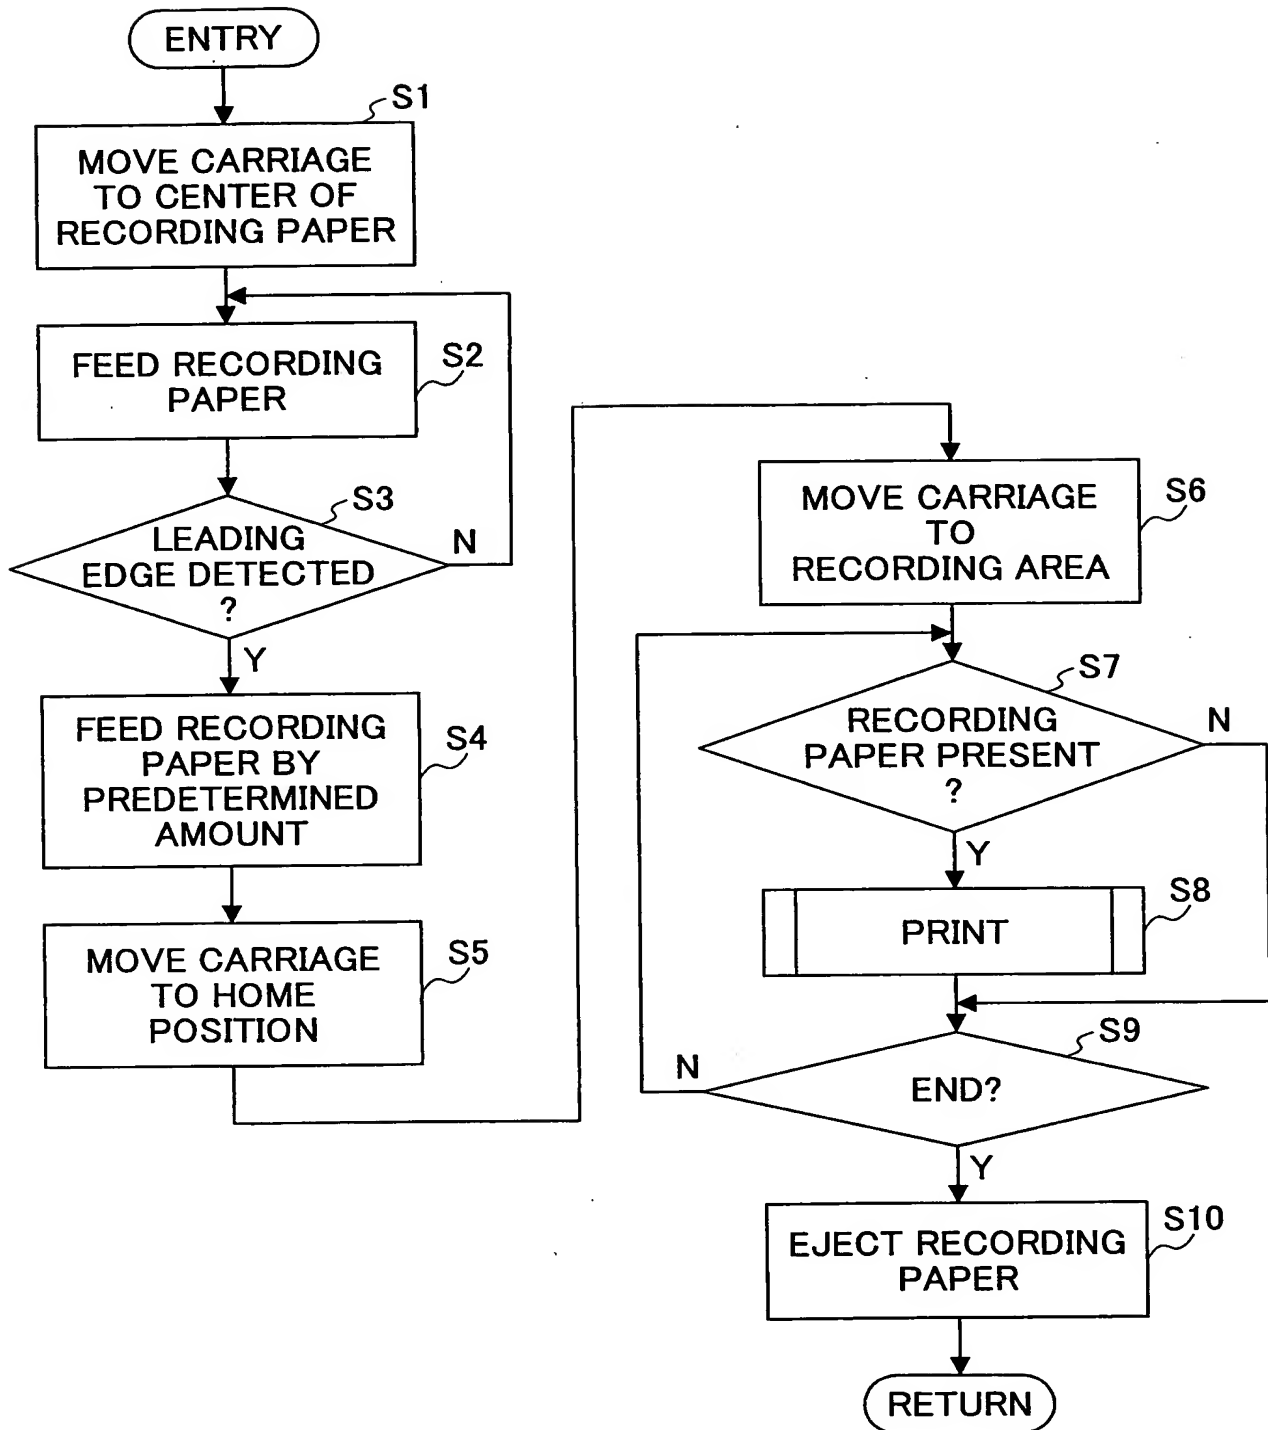 ENTRY
S1
MOVE CARRIAGE
TO CENTER OF
RECORDING PAPER
S2
FEED RECORDING
PAPER
S3
LEADING
EDGE DETECTED
?
N
Y
S4
FEED RECORDING
PAPER BY
PREDETERMINED
AMOUNT
S5
MOVE CARRIAGE
TO HOME
POSITION
S6
MOVE CARRIAGE
TO
RECORDING AREA
S7
RECORDING
PAPER PRESENT
?
N
Y
S8
PRINT
S9
END?
N
Y
S10
EJECT RECORDING
PAPER
RETURN